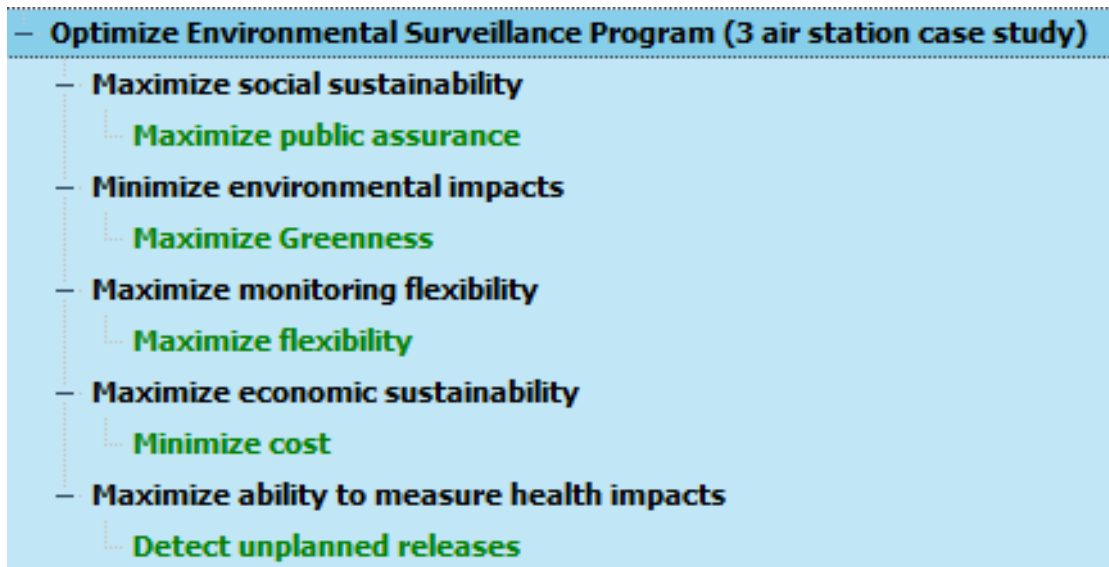 Optimize Environmental Surveillance Program (3 air station case study)
Maximize social sustainability
Maximize public assurance
Minimize environmental impacts
Maximize Greenness
Maximize monitoring flexibility
Maximize flexibility
Maximize economic sustainability
Minimize cost
Maximize ability to measure health impacts
Detect unplanned releases